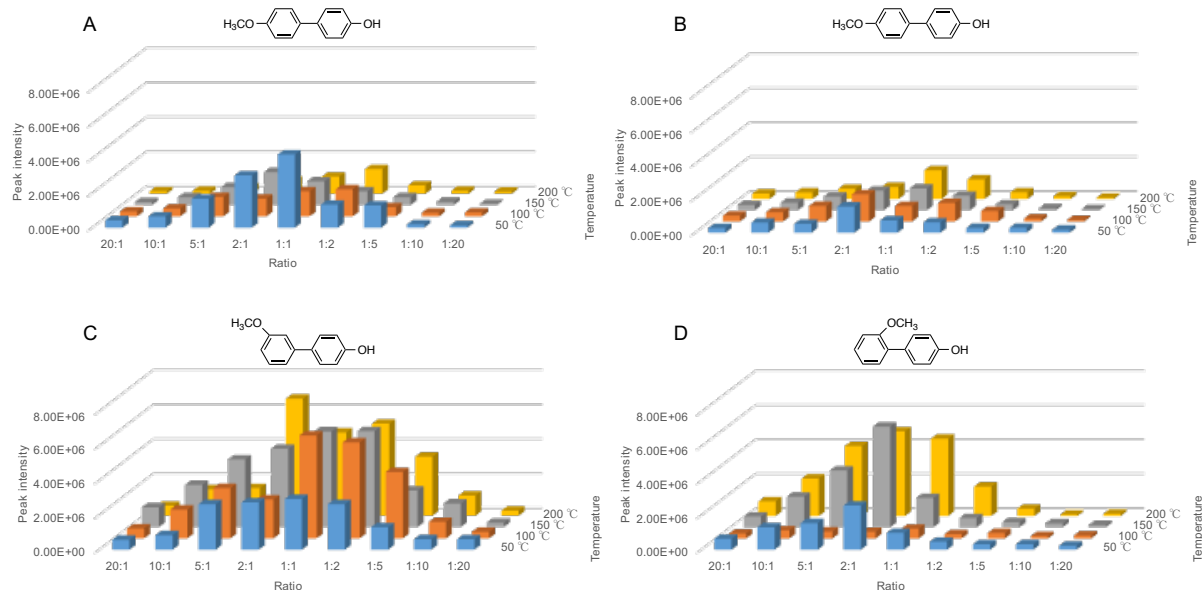 A
H₃CO
OH
8.00E+06
6.00E+06
4.00E+06
2.00E+06
0.00E+00
Peak intensity
20:1 10:1 5:1 2:1 1:1 1:2 1:5 1:10 1:20
Ratio
200 ℃
150 ℃
100 ℃
50 ℃
Temperature
B
H₃CO
OH
8.00E+06
6.00E+06
4.00E+06
2.00E+06
0.00E+00
Peak intensity
20:1 10:1 5:1 2:1 1:1 1:2 1:5 1:10 1:20
Ratio
200 ℃
150 ℃
100 ℃
50 ℃
Temperature
C
H₃CO
OH
8.00E+06
6.00E+06
4.00E+06
2.00E+06
0.00E+00
Peak intensity
20:1 10:1 5:1 2:1 1:1 1:2 1:5 1:10 1:20
Ratio
200 ℃
150 ℃
100 ℃
50 ℃
Temperature
D
OCH₃
OH
8.00E+06
6.00E+06
4.00E+06
2.00E+06
0.00E+00
Peak intensity
20:1 10:1 5:1 2:1 1:1 1:2 1:5 1:10 1:20
Ratio
200 ℃
150 ℃
100 ℃
50 ℃
Temperature